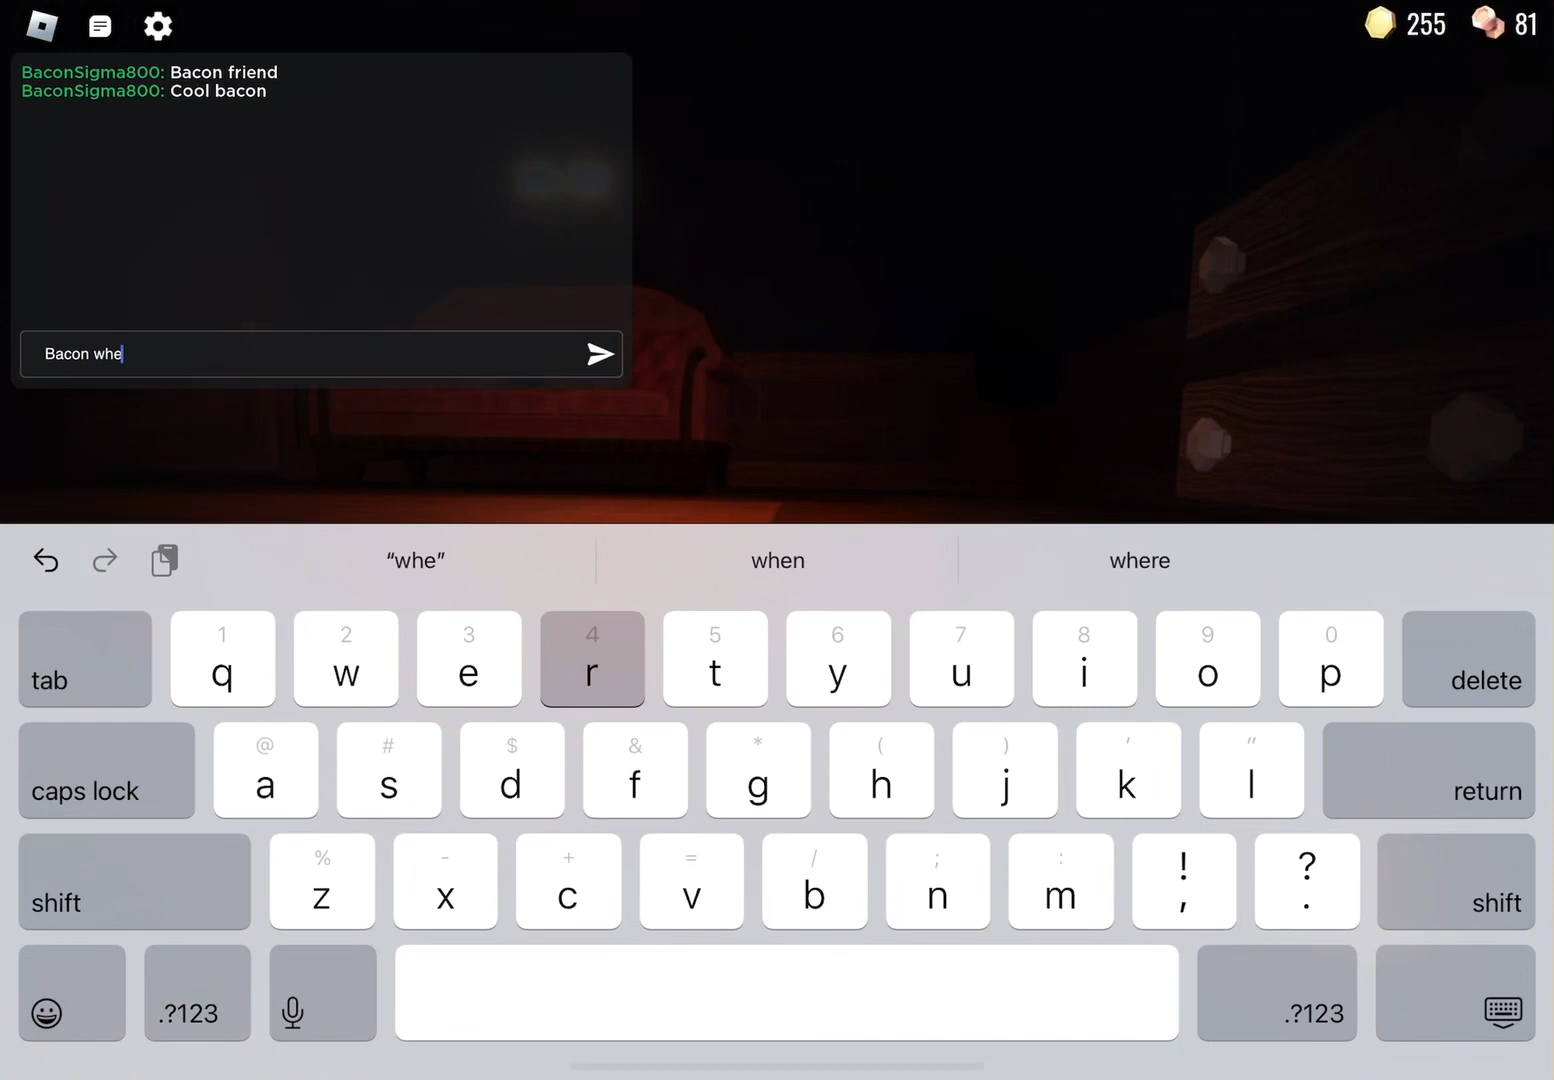 255 81
BaconSigma800: Bacon friend
BaconSigma800: Cool bacon
Bacon whe
“whe” when where
tab 1 q 2 w 3 e 4 r 5 t 6 y 7 u 8 i 9 o 0 p delete
caps lock @ a # s $ d & f * g ( h ) j ' k " l return
shift % z - x + c = v / b ; n : m ! , ? . shift
.?123 .?123